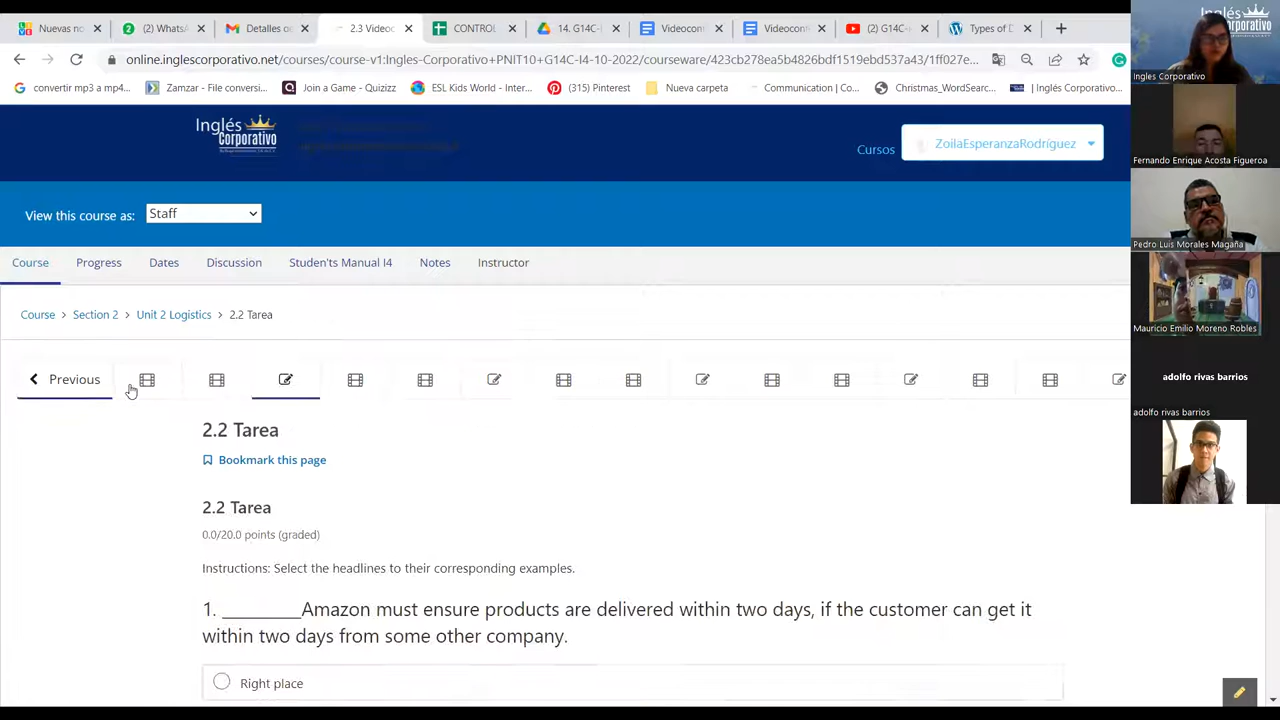 Nuevas no
(2) WhatsA
Detalles o
2.3 Videoc
CONTROL
14. G14C-I
Videocont
Videocont
(2) G14C-I
Types of D
online.inglescorporativo.net/courses/course-v1:Ingles-Corporativo+PNIT10+G14C-I4-10-2022/courseware/423cb278ea5b4826bdf1519ebd537a43/1ff027e...
convertir mp3 a mp4...
Zamzar - File conversi...
Join a Game - Quizizz
ESL Kids World - Inter...
(315) Pinterest
Nueva carpeta
Communication | Co...
Christmas_WordSearc...
| Inglés Corporativo...
Inglés Corporativo
Cursos
ZoilaEsperanzaRodríguez
View this course as:
Staff
Course
Progress
Dates
Discussion
Studen'ts Manual I4
Notes
Instructor
Course > Section 2 > Unit 2 Logistics > 2.2 Tarea
Previous
2.2 Tarea
Bookmark this page
2.2 Tarea
0.0/20.0 points (graded)
Instructions: Select the headlines to their corresponding examples.
1. _________Amazon must ensure products are delivered within two days, if the customer can get it
within two days from some other company.
Right place
Inglés
Corporativo
Ingles Corporativo
Fernando Enrique Acosta Figueroa
Pedro Luis Morales Magaña
Mauricio Emilio Moreno Robles
adolfo rivas barrios
adolfo rivas barrios